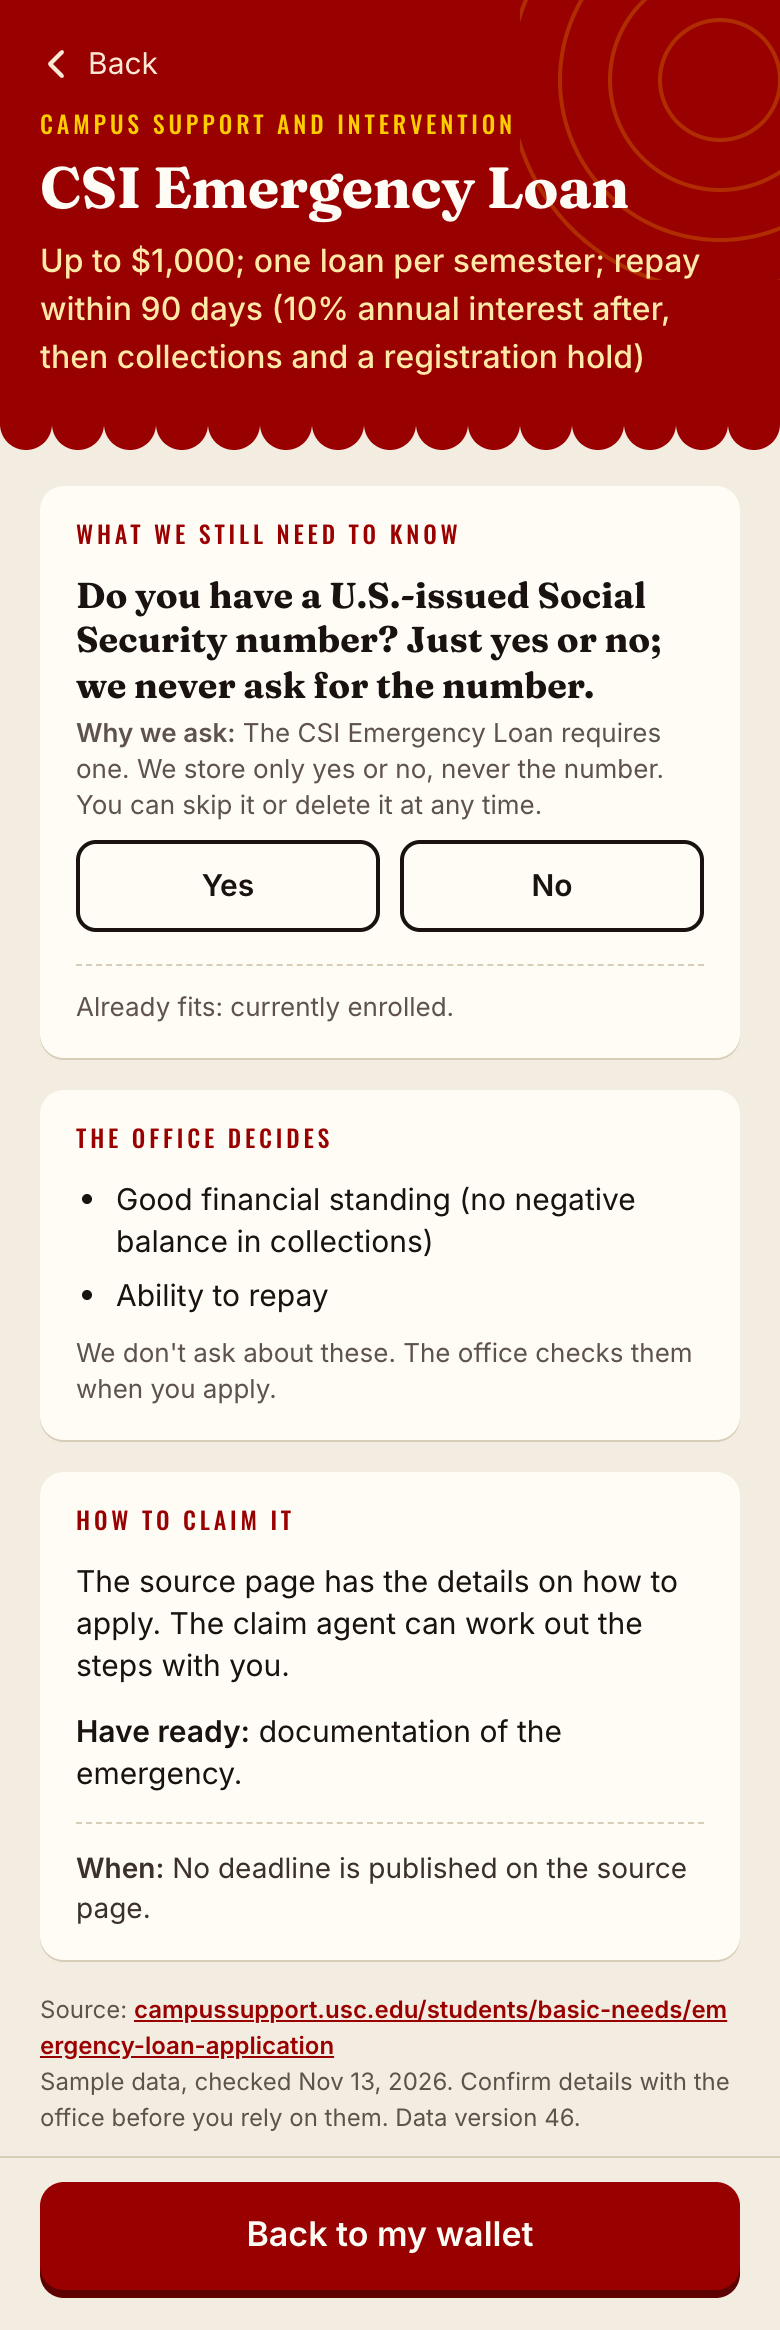 Back
CAMPUS SUPPORT AND INTERVENTION
CSI Emergency Loan
Up to $1,000; one loan per semester; repay
within 90 days (10% annual interest after,
then collections and a registration hold)
WHAT WE STILL NEED TO KNOW
Do you have a U.S.-issued Social
Security number? Just yes or no;
we never ask for the number.
Why we ask: The CSI Emergency Loan requires
one. We store only yes or no, never the number.
You can skip it or delete it at any time.
Yes No
Already fits: currently enrolled.
THE OFFICE DECIDES
• Good financial standing (no negative
balance in collections)
• Ability to repay
We don't ask about these. The office checks them
when you apply.
HOW TO CLAIM IT
The source page has the details on how to
apply. The claim agent can work out the
steps with you.
Have ready: documentation of the
emergency.
When: No deadline is published on the source
page.
Source: campussupport.usc.edu/students/basic-needs/em
ergency-loan-application
Sample data, checked Nov 13, 2026. Confirm details with the
office before you rely on them. Data version 46.
Back to my wallet